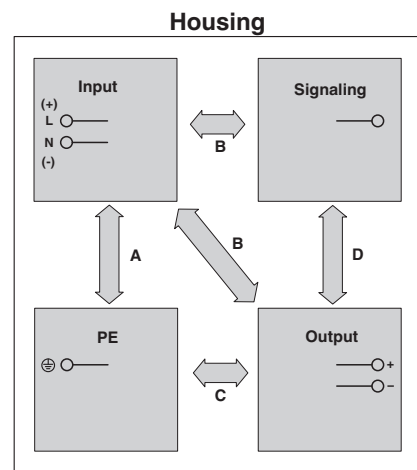 Housing
Input
(+)
L
N
(-)
Signaling
B
A
B
D
PE
Output
+
−
C